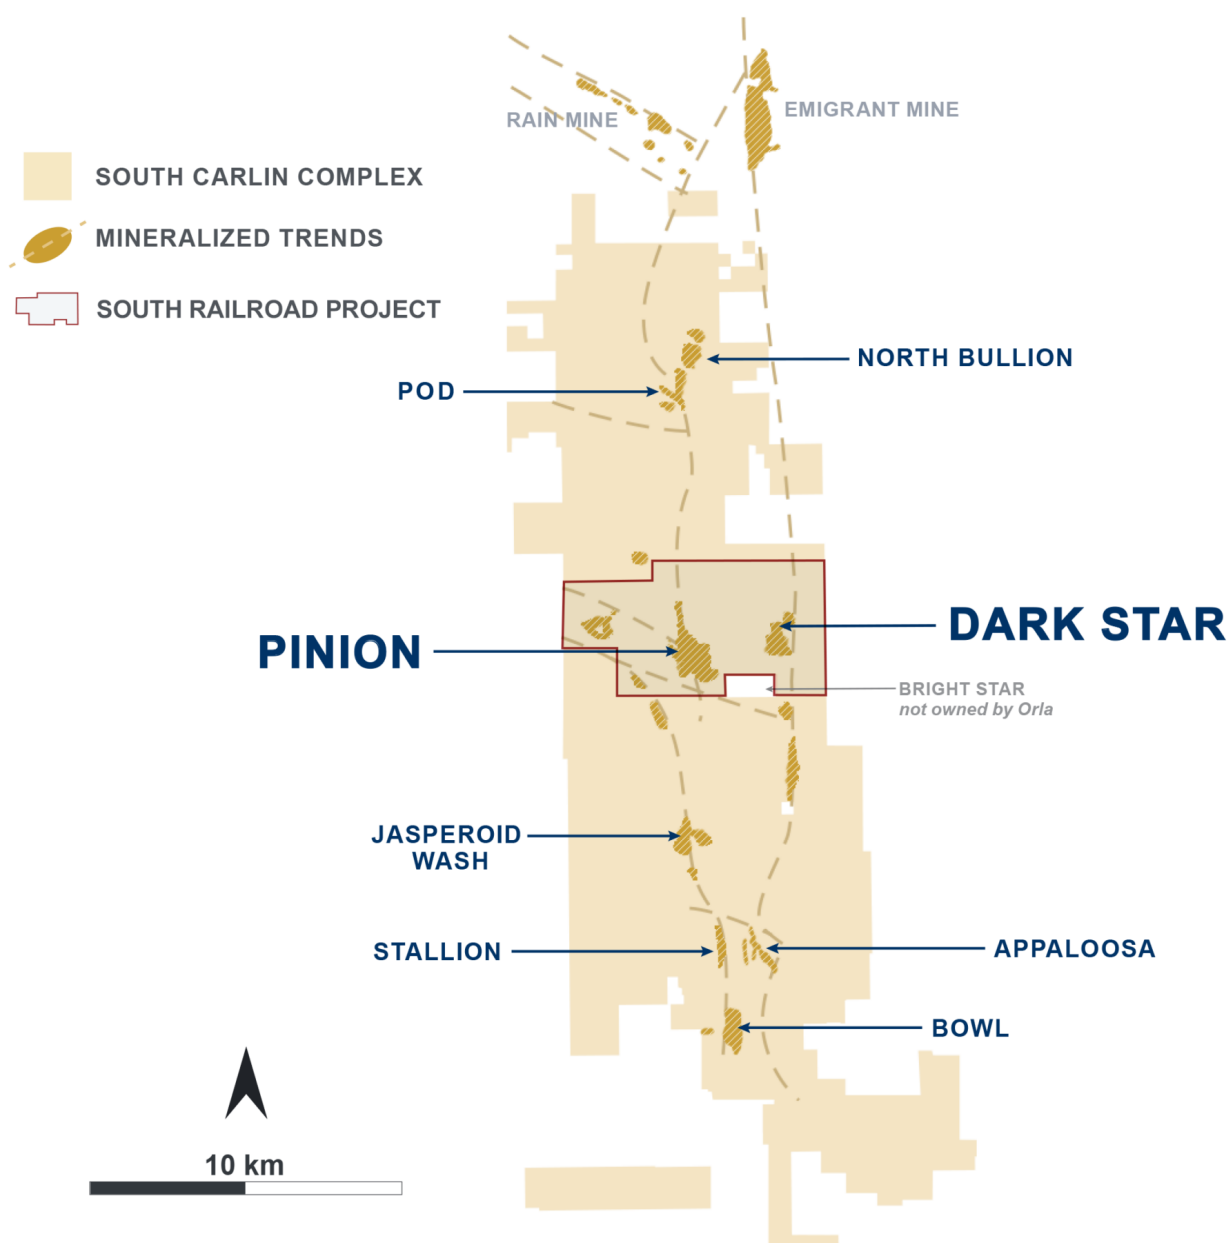 RAIN MINE
EMIGRANT MINE
SOUTH CARLIN COMPLEX
MINERALIZED TRENDS
SOUTH RAILROAD PROJECT
NORTH BULLION
POD
DARK STAR
PINION
BRIGHT STAR
not owned by Orla
JASPEROID
WASH
STALLION
APPALOOSA
BOWL
10 km